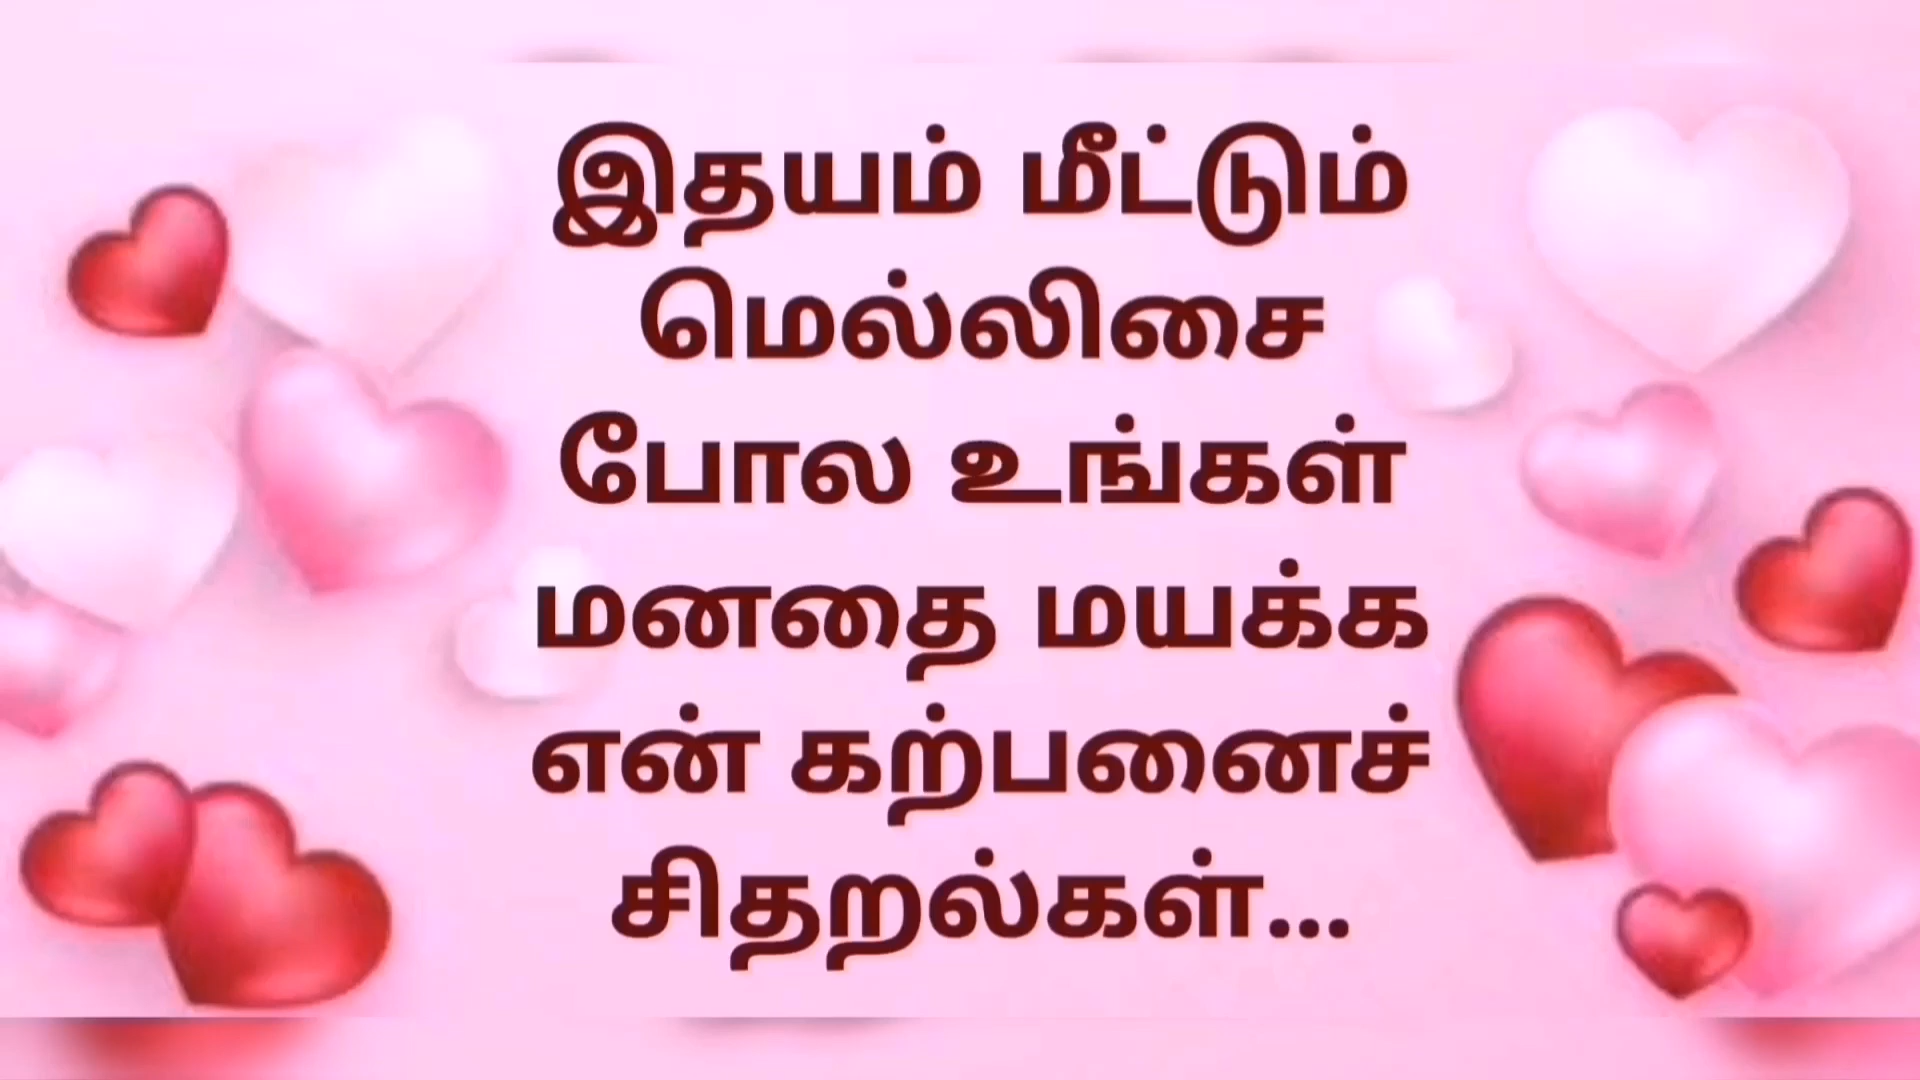 இதயம் மீட்டும்
மெல்லிசை
போல உங்கள்
மனதை மயக்க
என் கற்பனைச்
சிதறல்கள்...